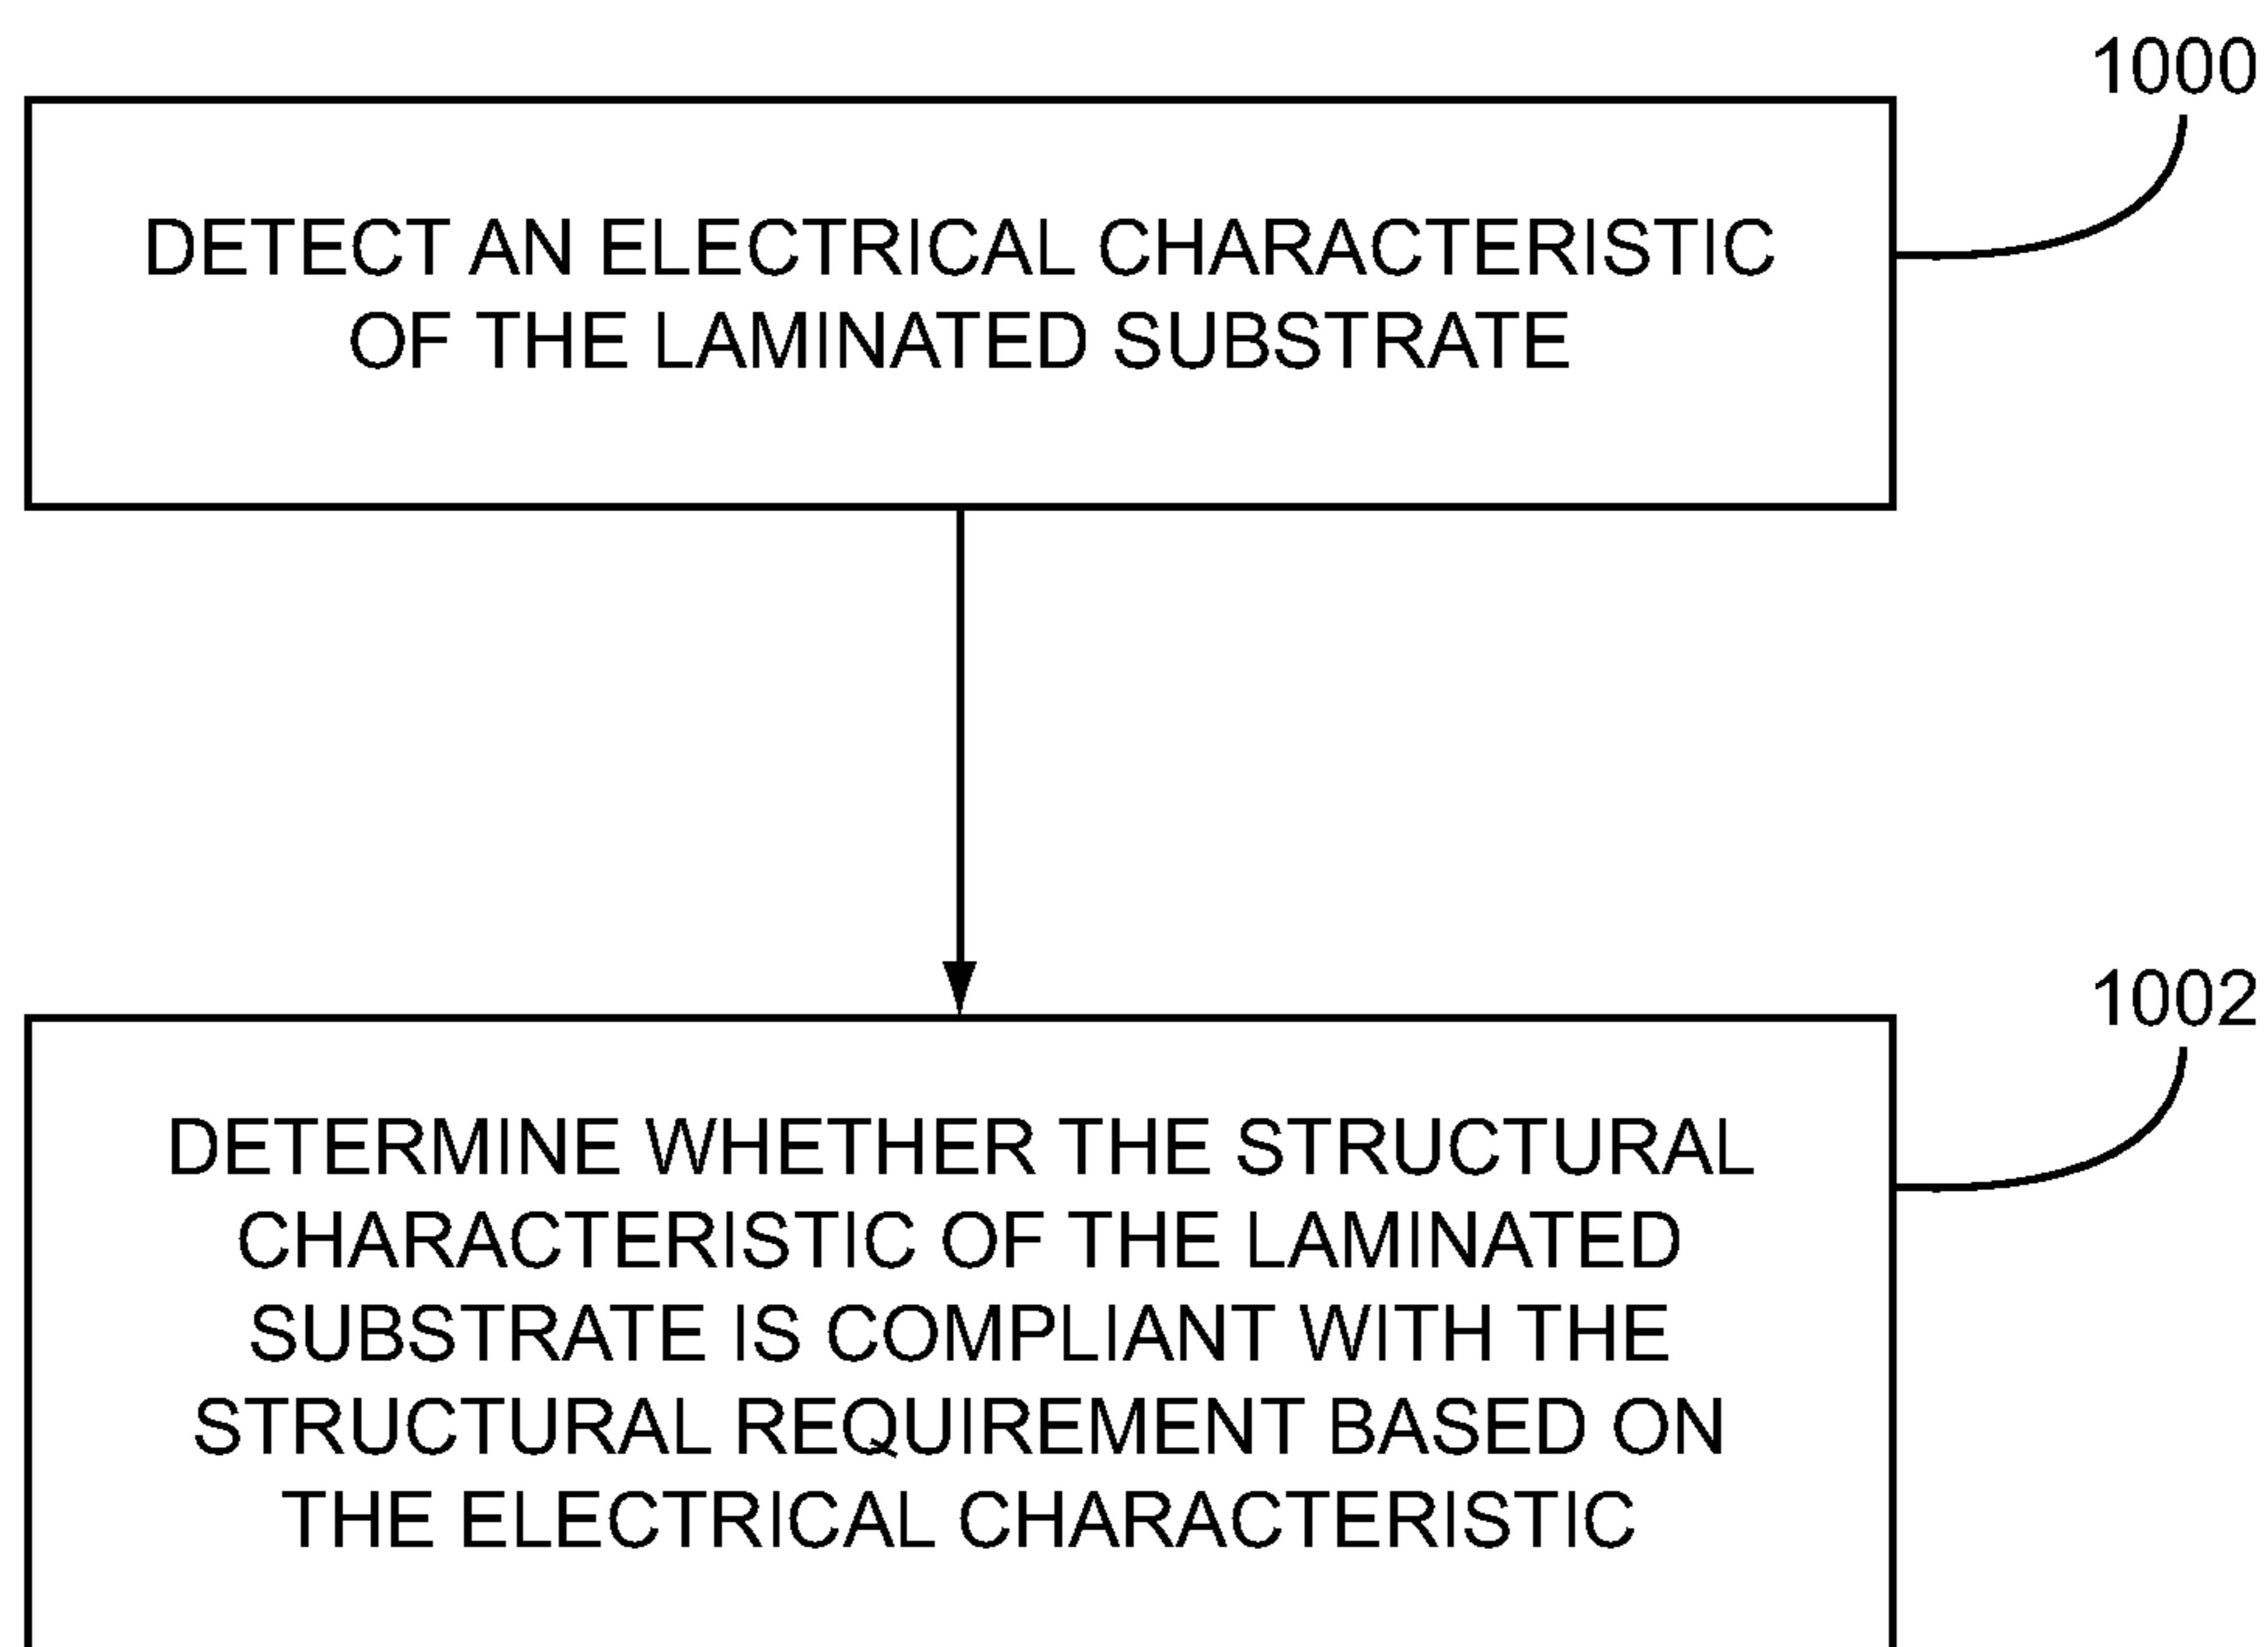 1000
DETECT AN ELECTRICAL CHARACTERISTIC
OF THE LAMINATED SUBSTRATE
1002
DETERMINE WHETHER THE STRUCTURAL
CHARACTERISTIC OF THE LAMINATED
SUBSTRATE IS COMPLIANT WITH THE
STRUCTURAL REQUIREMENT BASED ON
THE ELECTRICAL CHARACTERISTIC